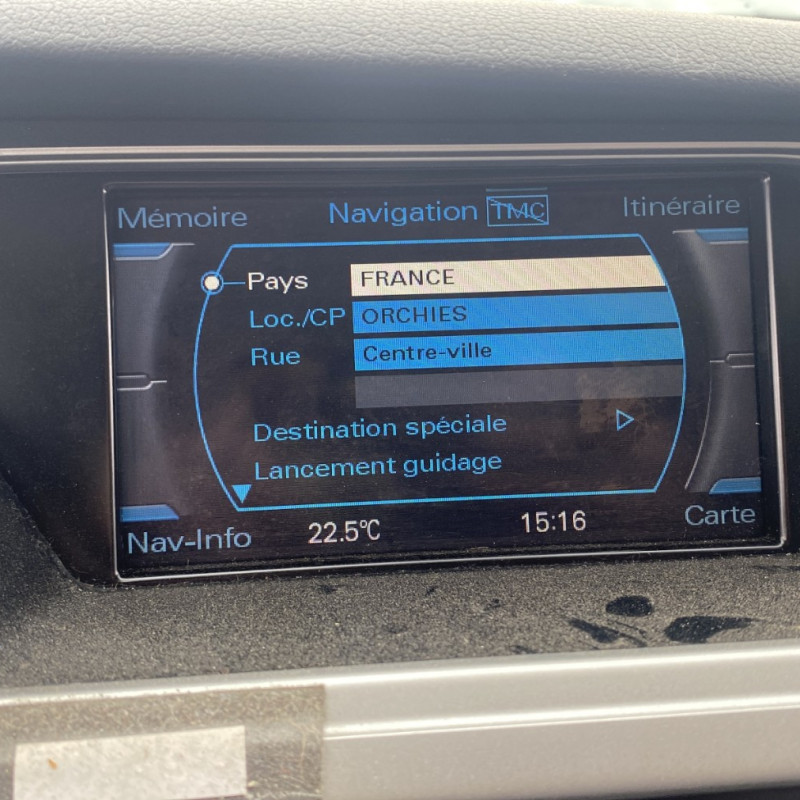 Mémoire Navigation TMC Itinéraire
Pays FRANCE
Loc./CP ORCHIES
Rue Centre-ville
Destination spéciale
Lancement guidage
Nav-Info 22.5°C 15:16 Carte